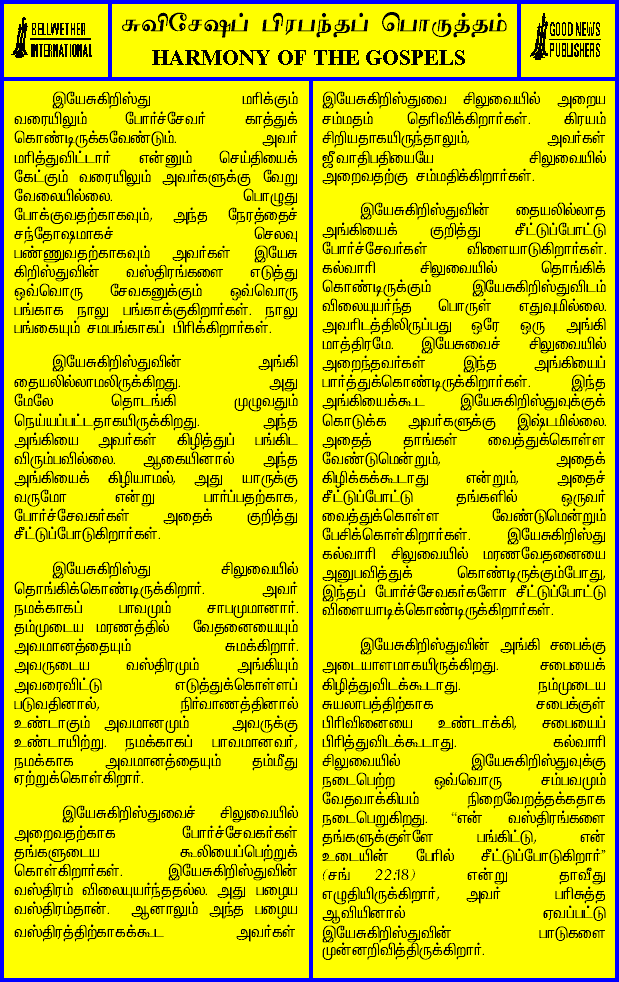 BELLWETHER
INTERNATIONAL
சுவிசேஷப் பிரபந்தப் பொருத்தம்
HARMONY OF THE GOSPELS
GOOD NEWS
PUBLISHERS
இயேசுகிறிஸ்து மரிக்கும்
வரையிலும் போர்ச்சேவர் காத்துக்
கொண்டிருக்கவேண்டும். அவர்
மரித்துவிட்டார் என்னும் செய்தியைக்
கேட்கும் வரையிலும் அவர்களுக்கு வேறு
வேலையில்லை. பொழுது
போக்குவதற்காகவும், அந்த நேரத்தைச்
சந்தோஷமாகச் செலவு
பண்ணுவதற்காகவும் அவர்கள் இயேசு
கிறிஸ்துவின் வஸ்திரங்களை எடுத்து
ஒவ்வொரு சேவகனுக்கும் ஒவ்வொரு
பங்காக நாலு பங்காக்குகிறார்கள். நாலு
பங்கையும் சமபங்காகப் பிரிக்கிறார்கள்.
இயேசுகிறிஸ்துவின் அங்கி
தையலில்லாமலிருக்கிறது. அது
மேலே தொடங்கி முழுவதும்
நெய்யப்பட்டதாகயிருக்கிறது. அந்த
அங்கியை அவர்கள் கிழித்துப் பங்கிட
விரும்பவில்லை. ஆகையினால் அந்த
அங்கியைக் கிழியாமல், அது யாருக்கு
வருமோ என்று பார்ப்பதற்காக,
போர்ச்சேவகர்கள் அதைக் குறித்து
சீட்டுப்போடுகிறார்கள்.
இயேசுகிறிஸ்து சிலுவையில்
தொங்கிக்கொண்டிருக்கிறார். அவர்
நமக்காகப் பாவமும் சாபமுமானார்.
தம்முடைய மரணத்தில் வேதனையையும்
அவமானத்தையும் சுமக்கிறார்.
அவருடைய வஸ்திரமும் அங்கியும்
அவரைவிட்டு எடுத்துக்கொள்ளப்
படுவதினால், நிர்வாணத்தினால்
உண்டாகும் அவமானமும் அவருக்கு
உண்டாயிற்று. நமக்காகப் பாவமானவர்,
நமக்காக அவமானத்தையும் தம்மீது
ஏற்றுக்கொள்கிறார்.
இயேசுகிறிஸ்துவைச் சிலுவையில்
அறைவதற்காக போர்ச்சேவகர்கள்
தங்களுடைய கூலியைப்பெற்றுக்
கொள்கிறார்கள். இயேசுகிறிஸ்துவின்
வஸ்திரம் விலையுயர்ந்ததல்ல. அது பழைய
வஸ்திரம்தான். ஆனாலும் அந்த பழைய
வஸ்திரத்திற்காகக்கூட அவர்கள்
இயேசுகிறிஸ்துவை சிலுவையில் அறைய
சம்மதம் தெரிவிக்கிறார்கள். கிரயம்
சிறியதாகயிருந்தாலும், அவர்கள்
ஜீவாதிபதியையே சிலுவையில்
அறைவதற்கு சம்மதிக்கிறார்கள்.
இயேசுகிறிஸ்துவின் தையலில்லாத
அங்கியைக் குறித்து சீட்டுப்போட்டு
போர்ச்சேவர்கள் விளையாடுகிறார்கள்.
கல்வாரி சிலுவையில் தொங்கிக்
கொண்டிருக்கும் இயேசுகிறிஸ்துவிடம்
விலையுயர்ந்த பொருள் எதுவுமில்லை.
அவரிடத்திலிருப்பது ஒரே ஒரு அங்கி
மாத்திரமே. இயேசுவைச் சிலுவையில்
அறைந்தவர்கள் இந்த அங்கியைப்
பார்த்துக்கொண்டிருக்கிறார்கள். இந்த
அங்கியைக்கூட இயேசுகிறிஸ்துவுக்குக்
கொடுக்க அவர்களுக்கு இஷ்டமில்லை.
அதைத் தாங்கள் வைத்துக்கொள்ள
வேண்டுமென்றும், அதைக்
கிழிக்கக்கூடாது என்றும், அதைச்
சீட்டுப்போட்டு தங்களில் ஒருவர்
வைத்துக்கொள்ள வேண்டுமென்றும்
பேசிக்கொள்கிறார்கள். இயேசுகிறிஸ்து
கல்வாரி சிலுவையில் மரணவேதனையை
அனுபவித்துக் கொண்டிருக்கும்போது,
இந்தப் போர்ச்சேவகர்களோ சீட்டுப்போட்டு
விளையாடிக்கொண்டிருக்கிறார்கள்.
இயேசுகிறிஸ்துவின் அங்கி சபைக்கு
அடையாளமாகயிருக்கிறது. சபையைக்
கிழித்துவிடக்கூடாது. நம்முடைய
சுயலாபத்திற்காக சபைக்குள்
பிரிவினையை உண்டாக்கி, சபையைப்
பிரித்துவிடக்கூடாது. கல்வாரி
சிலுவையில் இயேசுகிறிஸ்துவுக்கு
நடைபெற்ற ஒவ்வொரு சம்பவமும்
வேதவாக்கியம் நிறைவேறத்தக்கதாக
நடைபெறுகிறது. “என் வஸ்திரங்களை
தங்களுக்குள்ளே பங்கிட்டு, என்
உடையின் பேரில் சீட்டுப்போடுகிறார்”
(சங் 22:18) என்று தாவீது
எழுதியிருக்கிறார், அவர் பரிசுத்த
ஆவியினால் ஏவப்பட்டு
இயேசுகிறிஸ்துவின் பாடுகளை
முன்னறிவித்திருக்கிறார்.